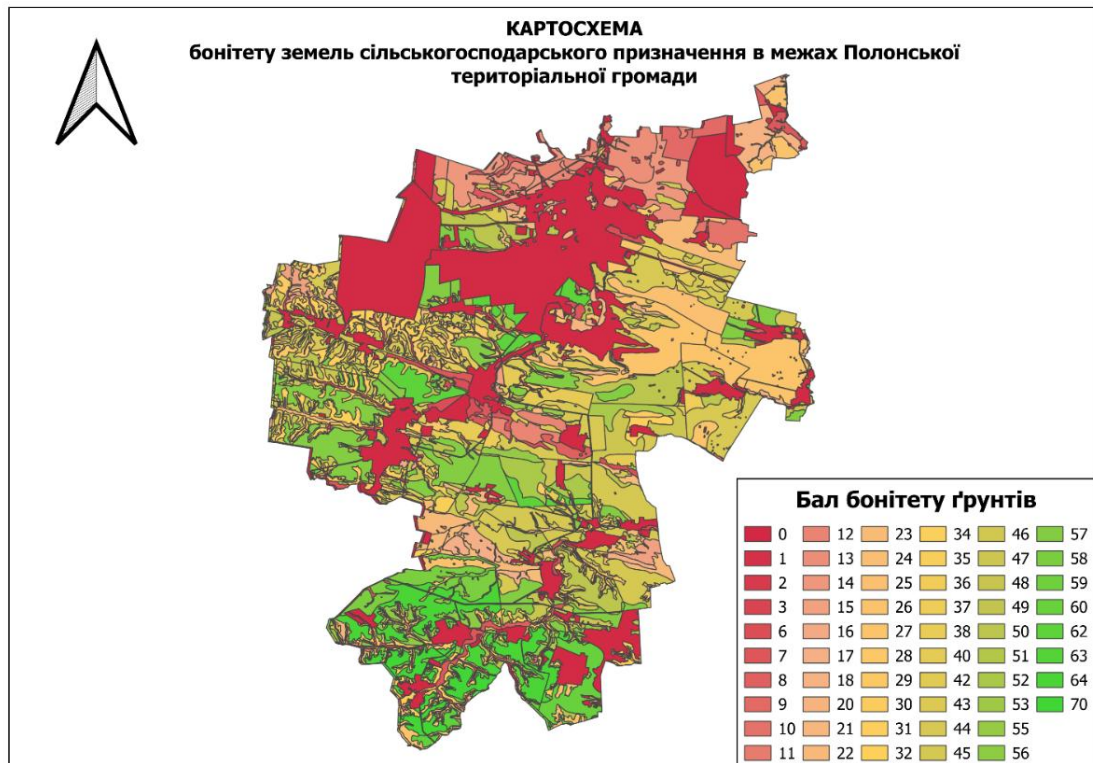 КАРТОСХЕМА
бонітету земель сільськогосподарського призначення в межах Полонської
територіальної громади
Бал бонітету ґрунтів
0 12 23 34 46 57
1 13 24 35 47 58
2 14 25 36 48 59
3 15 26 37 49 60
6 16 27 38 50 62
7 17 28 40 51 63
8 18 29 42 52 64
9 20 30 43 53 70
10 21 31 44 55
11 22 32 45 56